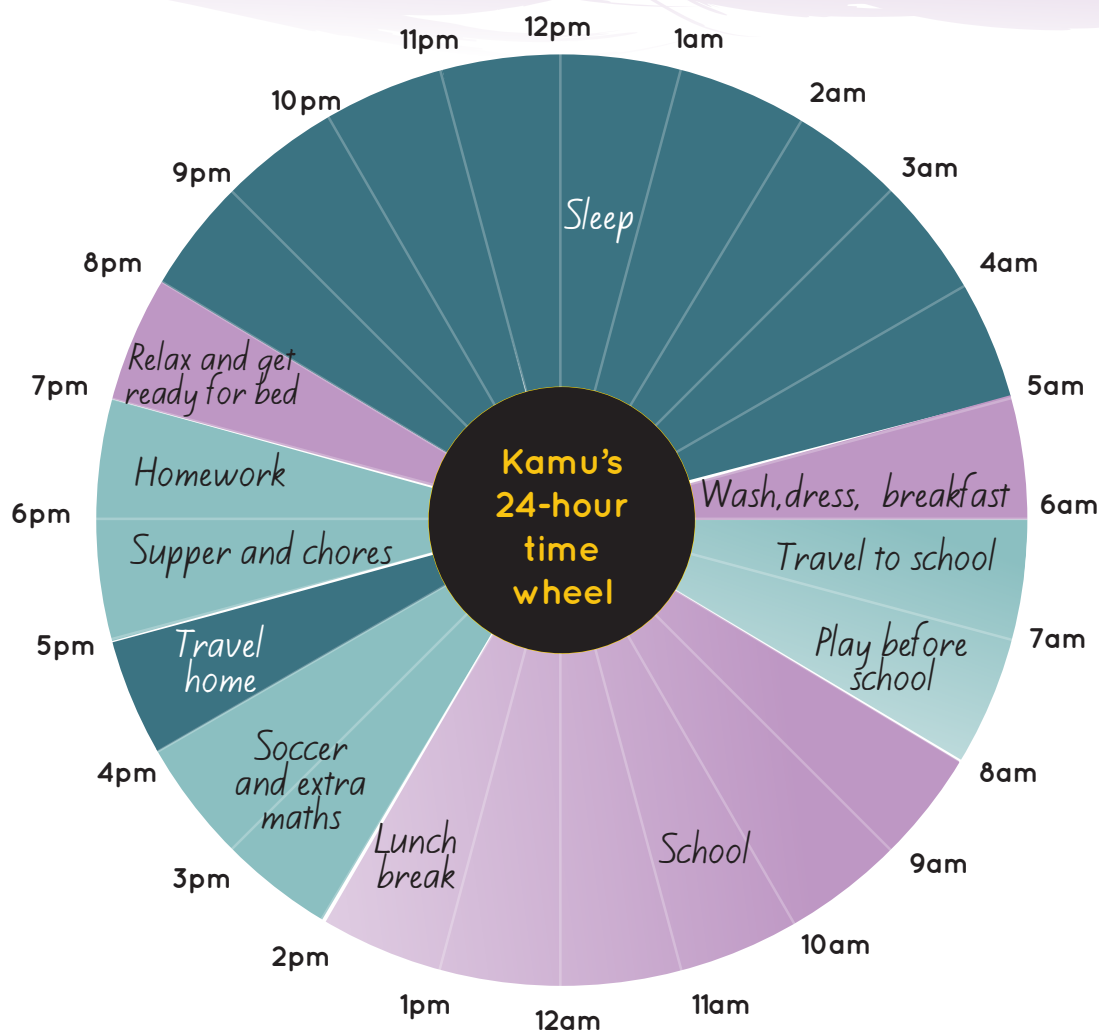 12pm
1am
2am
3am
4am
5am
6am
7am
8am
9am
10am
11am
12am
1pm
2pm
3pm
4pm
5pm
6pm
7pm
8pm
9pm
10pm
11pm
Kamu's
24-hour
time
wheel
Sleep
Wash,dress, breakfast
Travel to school
Play before
school
School
Lunch
break
Soccer
and extra
maths
Travel
home
Supper and chores
Homework
Relax and get
ready for bed